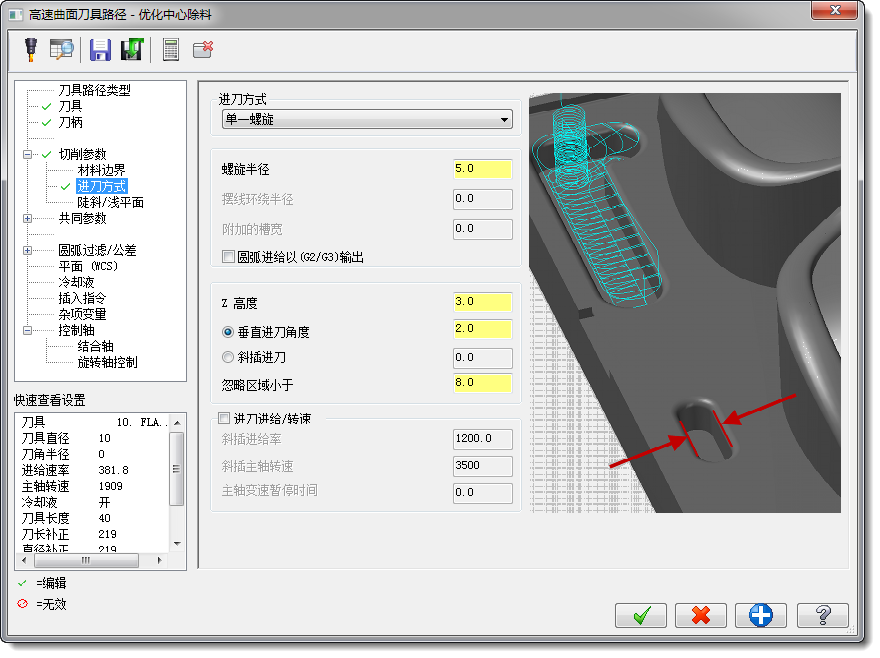 高速曲面刀具路径 - 优化中心除料
刀具路径类型
刀具
刀柄
切削参数
材料边界
进刀方式
陡斜/浅平面
共同参数
圆弧过滤/公差
平面 (WCS)
冷却液
插入指令
杂项变量
控制轴
结合轴
旋转轴控制
快速查看设置
刀具 10. FLA..
刀具直径 10
刀角半径 0
进给速率 381.8
主轴转速 1909
冷却液 开
刀具长度 40
刀长补正 219
直径补正 219
=编辑
=无效
进刀方式
单一螺旋
螺旋半径 5.0
摆线环绕半径 0.0
附加的槽宽 0.0
圆弧进给以(G2/G3)输出
Z 高度 3.0
垂直进刀角度 2.0
斜插进刀 0.0
忽略区域小于 8.0
进刀进给/转速
斜插进给率 1200.0
斜插主轴转速 3500
主轴变速暂停时间 0.0